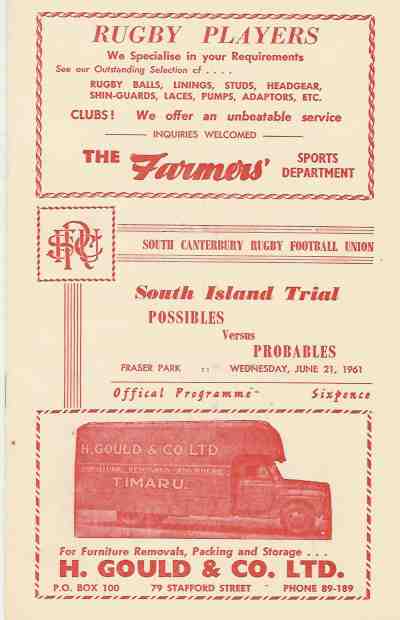 RUGBY PLAYERS
We Specialise in your Requirements
See our Outstanding Selection of . . . .
RUGBY BALLS, LININGS, STUDS, HEADGEAR,
SHIN-GUARDS, LACES, PUMPS, ADAPTORS, ETC.
CLUBS! We offer an unbeatable service
INQUIRIES WELCOMED
THE Farmers' SPORTS
DEPARTMENT
SOUTH CANTERBURY RUGBY FOOTBALL UNION
South Island Trial
POSSIBLES
Versus
PROBABLES
FRASER PARK :: WEDNESDAY, JUNE 21, 1961
Offical Programme - Sixpence
H. GOULD & CO LTD
FURNITURE REMOVED ANYWHERE
TIMARU.
For Furniture Removals, Packing and Storage . . .
H. GOULD & CO. LTD.
P.O. BOX 100 79 STAFFORD STREET PHONE 89-189